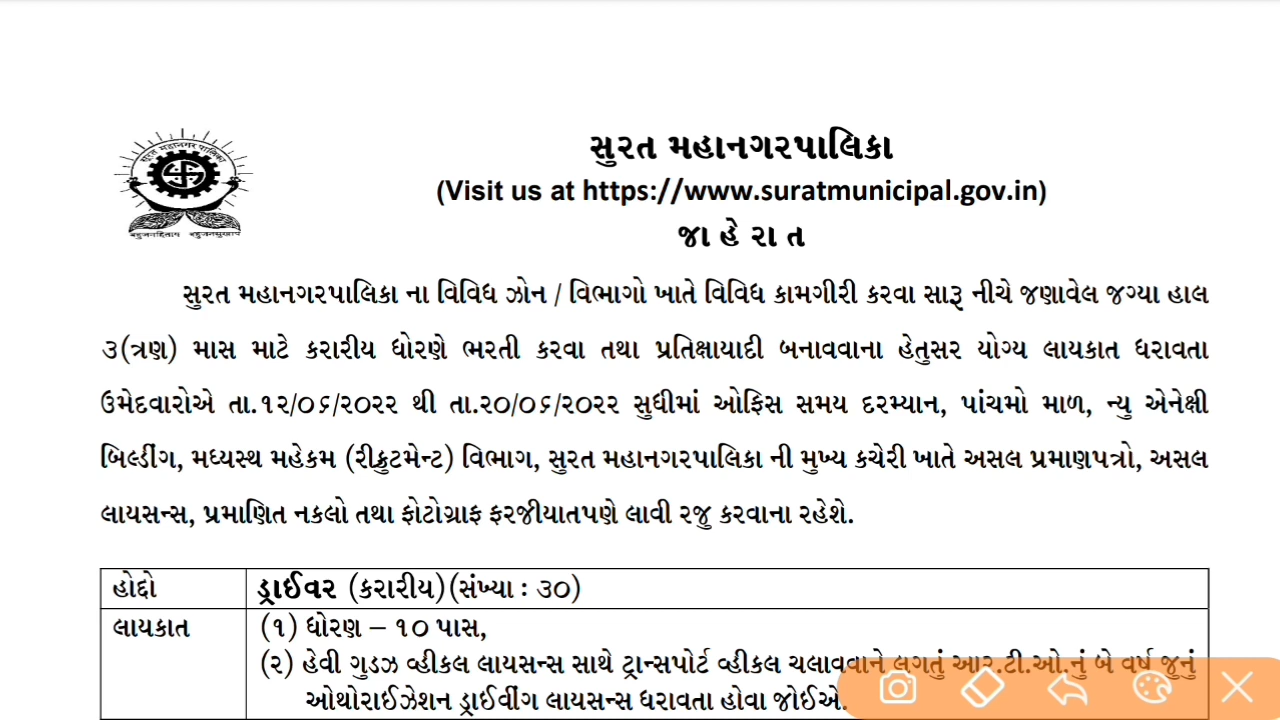 સુરત મહાનગરપાલિકા
સુરત મહાનગરપાલિકા
(Visit us at https://www.suratmunicipal.gov.in)
જા હે રા ત
સુરત મહાનગરપાલિકા ના વિવિધ ઝોન / વિભાગો ખાતે વિવિધ કામગીરી કરવા સારૂ નીચે જણાવેલ જગ્યા હાલ
૩(ત્રણ) માસ માટે કરારીય ધોરણે ભરતી કરવા તથા પ્રતિક્ષાયાદી બનાવવાના હેતુસર યોગ્ય લાયકાત ધરાવતા
ઉમેદવારોએ તા.૧૨/૦૬/૨૦૨૨ થી તા.૨૦/૦૬/૨૦૨૨ સુધીમાં ઓફિસ સમય દરમ્યાન, પાંચમો માળ, ન્યુ એનેક્ષી
બિલ્ડીંગ, મધ્યસ્થ મહેકમ (રીક્રુટમેન્ટ) વિભાગ, સુરત મહાનગરપાલિકા ની મુખ્ય કચેરી ખાતે અસલ પ્રમાણપત્રો, અસલ
લાયસન્સ, પ્રમાણિત નકલો તથા ફોટોગ્રાફ ફરજીયાતપણે લાવી રજુ કરવાના રહેશે.
હોદ્દો ડ્રાઈવર (કરારીય)(સંખ્યા : ૩૦)
લાયકાત (૧) ધોરણ – ૧૦ પાસ,
(૨) હેવી ગુડઝ વ્હીકલ લાયસન્સ સાથે ટ્રાન્સપોર્ટ વ્હીકલ ચલાવવાને લગતું આર.ટી.ઓ.નું બે વર્ષ જુનું
ઓથોરાઈઝેશન ડ્રાઈવીંગ લાયસન્સ ધરાવતા હોવા જોઈએ.